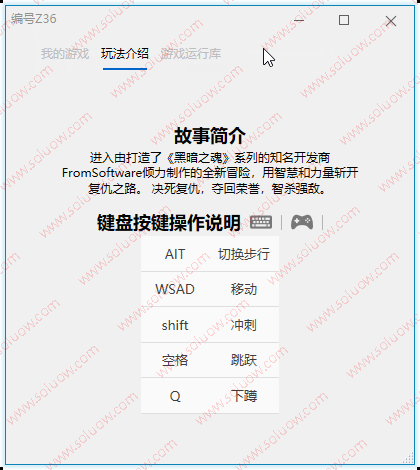 编号Z36
我的游戏 玩法介绍 游戏运行库
故事简介
进入由打造了《黑暗之魂》系列的知名开发商
FromSoftware倾力制作的全新冒险，用智慧和力量斩开
复仇之路。 决死复仇，夺回荣誉，智杀强敌。
键盘按键操作说明
AIT 切换步行
WSAD 移动
shift 冲刺
空格 跳跃
Q 下蹲
www.soluow.com